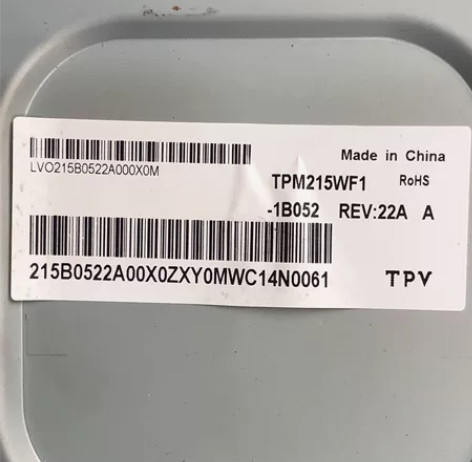 LVO215B0522A000X0M
Made in China
TPM215WF1 RoHS
-1B052 REV:22A A
215B0522A00X0ZXY0MWC14N0061
TPV